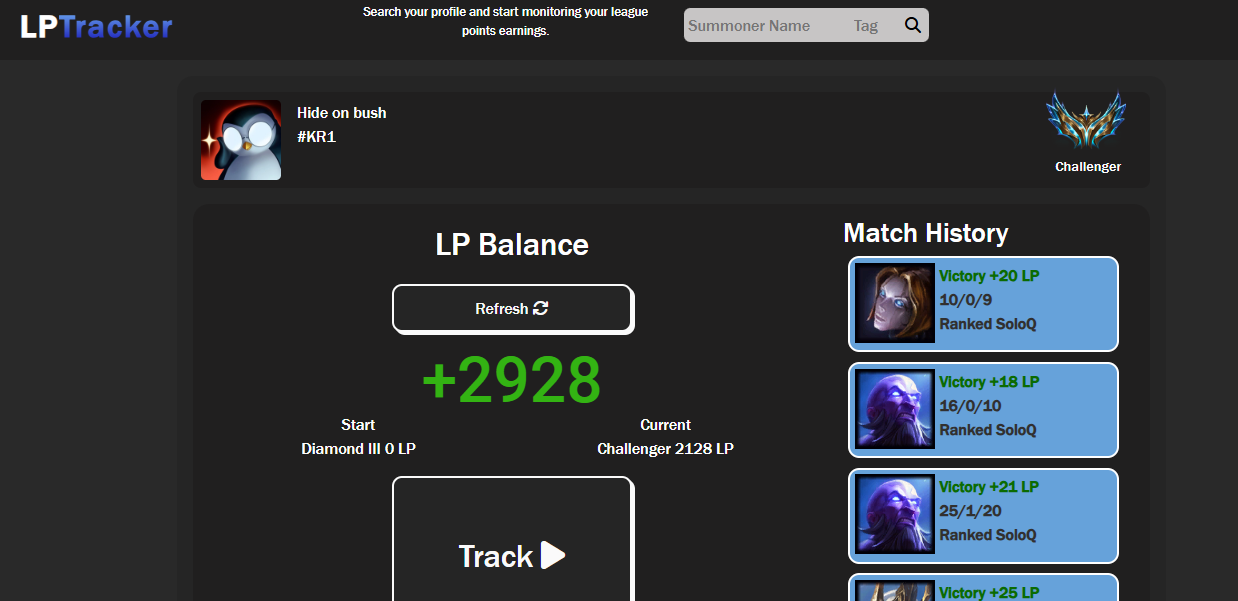 LPTracker
Search your profile and start monitoring your league
points earnings.
Summoner Name Tag
Hide on bush
#KR1
Challenger
LP Balance
Refresh
+2928
Start
Diamond III 0 LP
Current
Challenger 2128 LP
Track
Match History
Victory +20 LP
10/0/9
Ranked SoloQ
Victory +18 LP
16/0/10
Ranked SoloQ
Victory +21 LP
25/1/20
Ranked SoloQ
Victory +25 LP